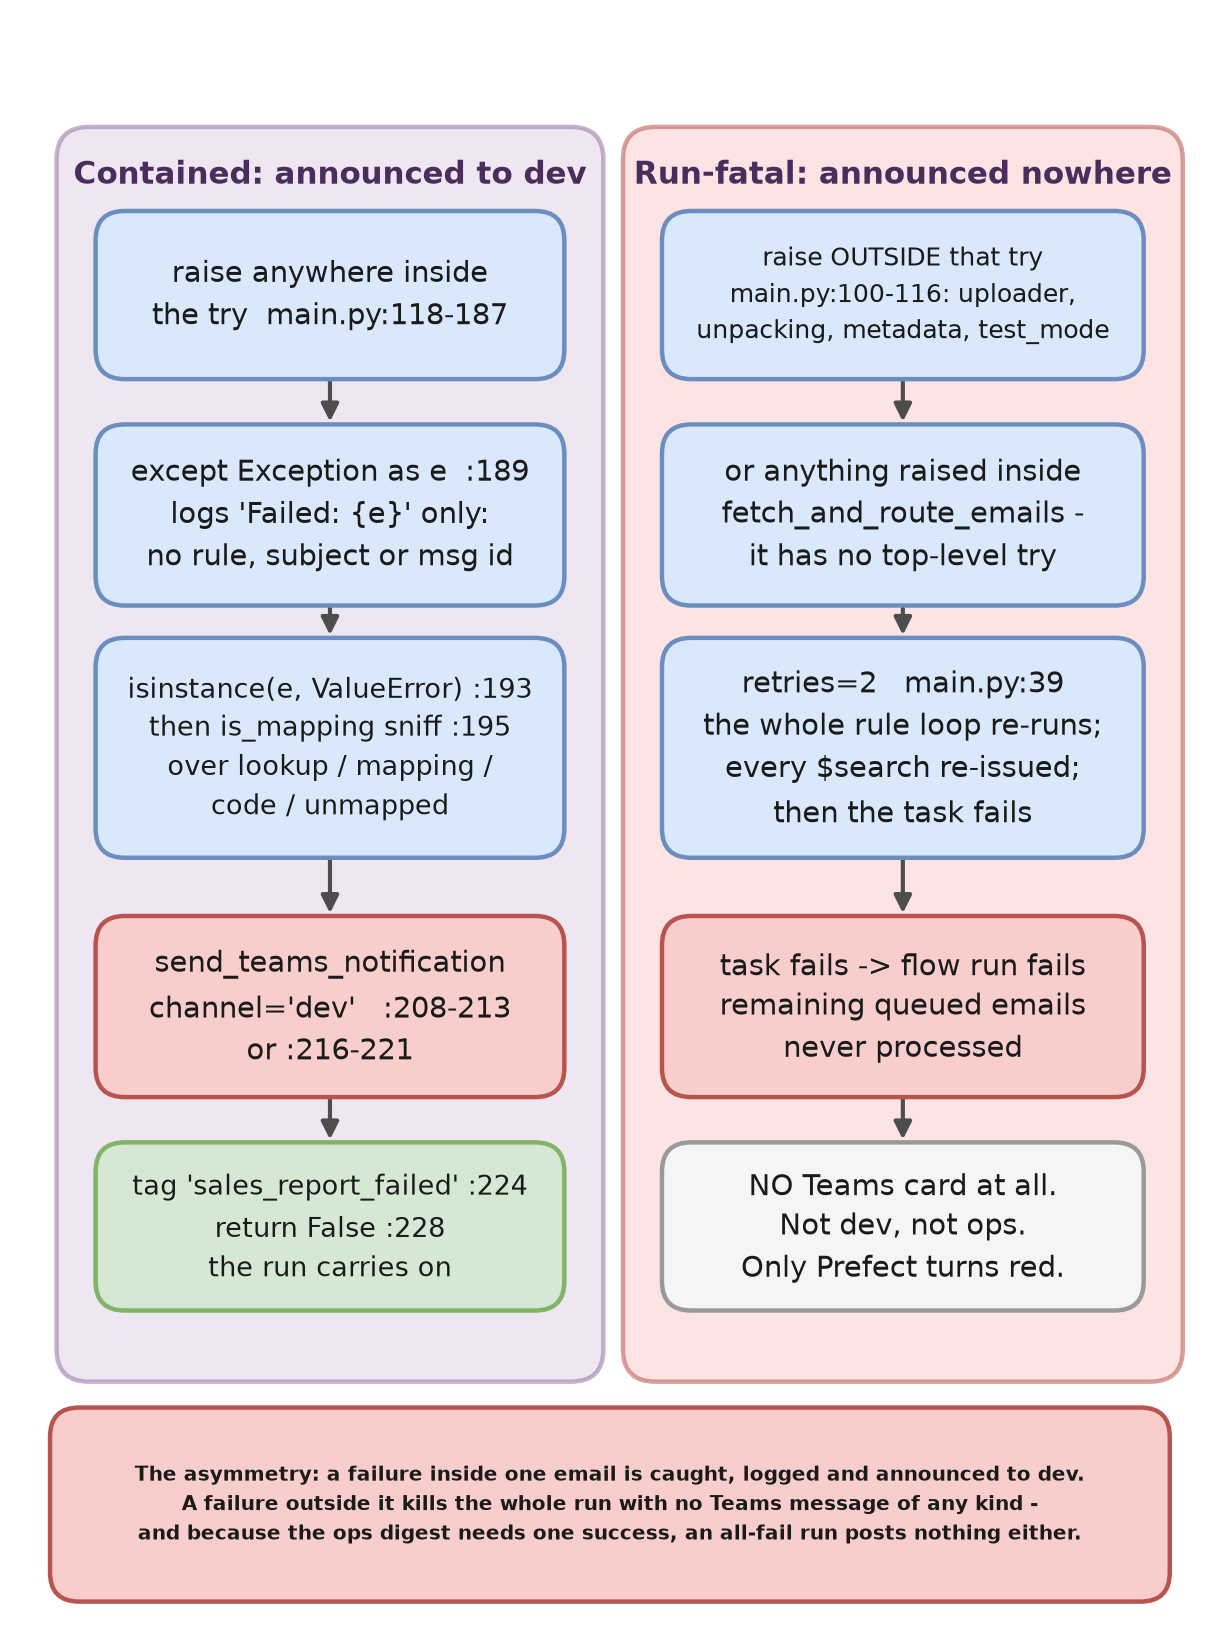 Contained: announced to dev
raise anywhere inside
the try  main.py:118-187
except Exception as e  :189
logs 'Failed: {e}' only:
no rule, subject or msg id
isinstance(e, ValueError) :193
then is_mapping sniff :195
over lookup / mapping /
code / unmapped
send_teams_notification
channel='dev'   :208-213
or :216-221
tag 'sales_report_failed' :224
return False :228
the run carries on
Run-fatal: announced nowhere
raise OUTSIDE that try
main.py:100-116: uploader,
unpacking, metadata, test_mode
or anything raised inside
fetch_and_route_emails -
it has no top-level try
retries=2   main.py:39
the whole rule loop re-runs;
every $search re-issued;
then the task fails
task fails -> flow run fails
remaining queued emails
never processed
NO Teams card at all.
Not dev, not ops.
Only Prefect turns red.
The asymmetry: a failure inside one email is caught, logged and announced to dev.
A failure outside it kills the whole run with no Teams message of any kind -
and because the ops digest needs one success, an all-fail run posts nothing either.